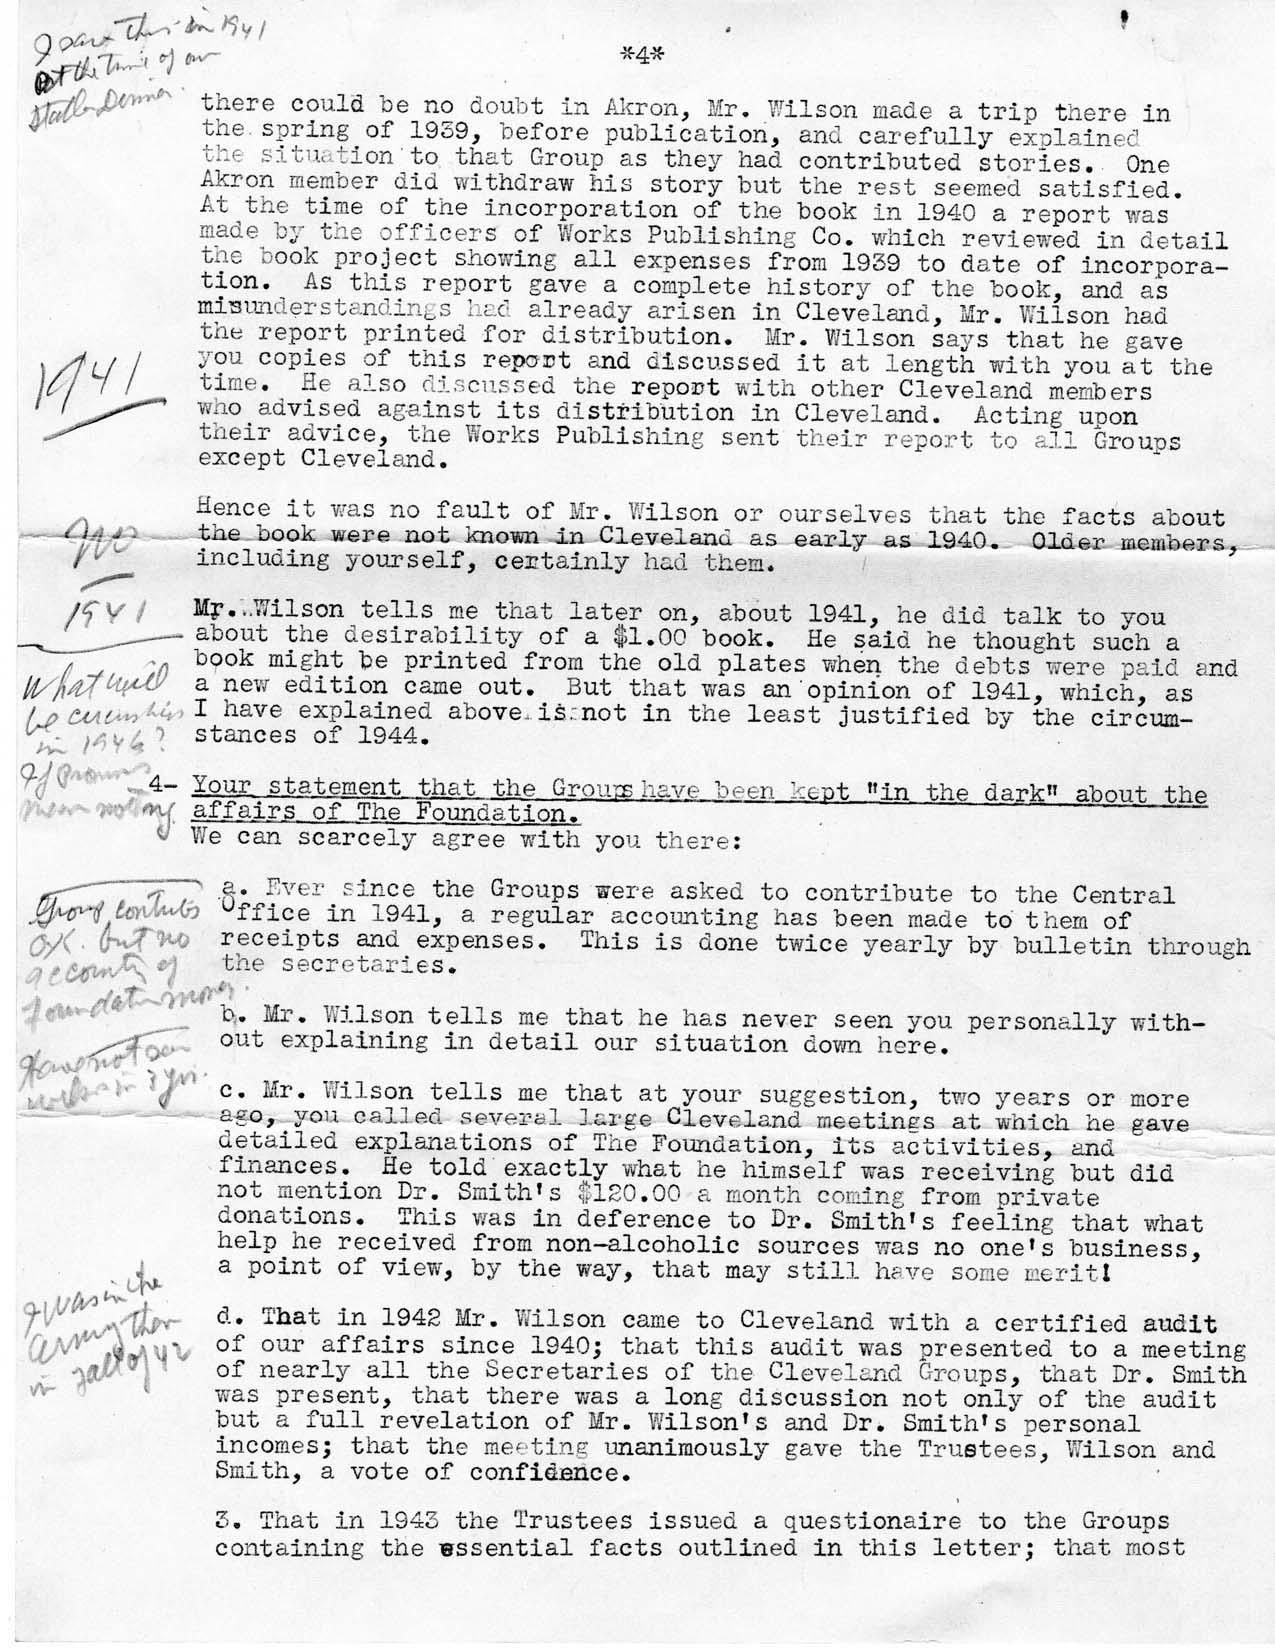 I saw this in 1941
At the time of our
Statler Dinner.
*4*
there could be no doubt in Akron, Mr. Wilson made a trip there in
the spring of 1939, before publication, and carefully explained
the situation to that Group as they had contributed stories. One
Akron member did withdraw his story but the rest seemed satisfied.
At the time of the incorporation of the book in 1940 a report was
made by the officers of Works Publishing Co. which reviewed in detail
the book project showing all expenses from 1939 to date of incorpora-
tion. As this report gave a complete history of the book, and as
misunderstandings had already arisen in Cleveland, Mr. Wilson had
the report printed for distribution. Mr. Wilson says that he gave
you copies of this report and discussed it at length with you at the
time. He also discussed the report with other Cleveland members
who advised against its distribution in Cleveland. Acting upon
their advice, the Works Publishing sent their report to all Groups
except Cleveland.
1941
Hence it was no fault of Mr. Wilson or ourselves that the facts about
the book were not known in Cleveland as early as 1940. Older members,
including yourself, certainly had them.
No
1941
Mr. Wilson tells me that later on, about 1941, he did talk to you
about the desirability of a $1.00 book. He said he thought such a
book might be printed from the old plates when the debts were paid and
a new edition came out. But that was an opinion of 1941, which, as
I have explained above is not in the least justified by the circum-
stances of 1944.
What will
be
in 1946?
If
mean nothing
4- Your statement that the Groups have been kept "in the dark" about the
affairs of The Foundation.
We can scarcely agree with you there:
a. Ever since the Groups were asked to contribute to the Central
Office in 1941, a regular accounting has been made to them of
receipts and expenses. This is done twice yearly by bulletin through
the secretaries.
Group contribs
OK. but no
accounting of
Foundation money.
b. Mr. Wilson tells me that he has never seen you personally with-
out explaining in detail our situation down here.
Have not seen
in 2 yrs.
c. Mr. Wilson tells me that at your suggestion, two years or more
ago, you called several large Cleveland meetings at which he gave
detailed explanations of The Foundation, its activities, and
finances. He told exactly what he himself was receiving but did
not mention Dr. Smith's $120.00 a month coming from private
donations. This was in deference to Dr. Smith's feeling that what
help he received from non-alcoholic sources was no one's business,
a point of view, by the way, that may still have some merit!
I was in the
army then
in fall of 42
d. That in 1942 Mr. Wilson came to Cleveland with a certified audit
of our affairs since 1940; that this audit was presented to a meeting
of nearly all the Secretaries of the Cleveland Groups, that Dr. Smith
was present, that there was a long discussion not only of the audit
but a full revelation of Mr. Wilson's and Dr. Smith's personal
incomes; that the meeting unanimously gave the Trustees, Wilson and
Smith, a vote of confidence.
3. That in 1943 the Trustees issued a questionaire to the Groups
containing the essential facts outlined in this letter; that most